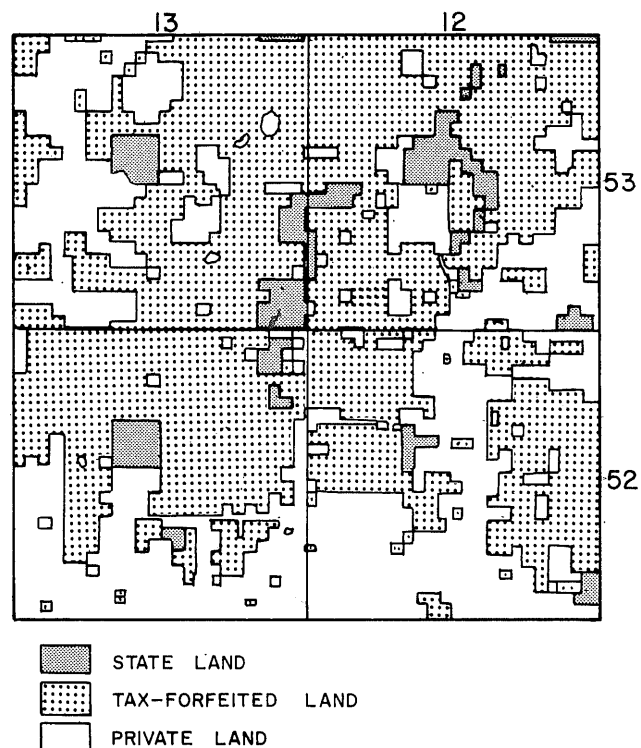 13 12
53
52
STATE LAND
TAX-FORFEITED LAND
PRIVATE LAND